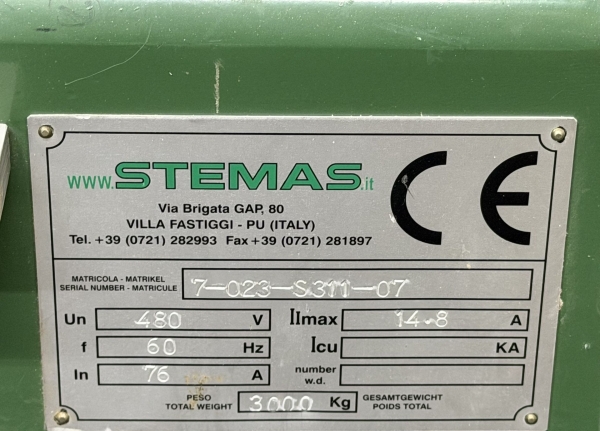 www.STEMAS.it
CE
Via Brigata GAP, 80
VILLA FASTIGGI - PU (ITALY)
Tel. +39 (0721) 282993 Fax +39 (0721) 281897
MATRICOLA - MATRIKEL
SERIAL NUMBER - MATRICULE
7-023-S311-07
Un 480 V IImax 14.8 A
f 60 Hz Icu KA
In 76 A number w.d.
PESO
TOTAL WEIGHT 3000 Kg GESAMTGEWICHT
POIDS TOTAL